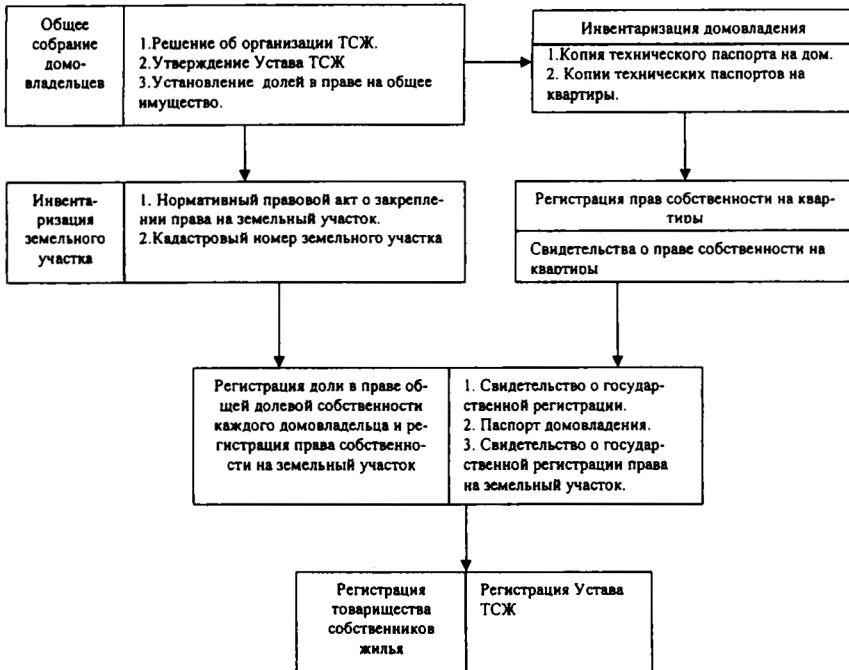 Общее
собрание
домо-
владельцев
1.Решение об организации ТСЖ.
2.Утверждение Устава ТСЖ
3.Установление долей в праве на общее
имущество.
Инвентаризация домовладения
1.Копия технического паспорта на дом.
2. Копии технических паспортов на
квартиры.
Инвента-
ризация
земельного
участка
1. Нормативный правовой акт о закрепле-
нии права на земельный участок.
2.Кадастровый номер земельного участка
Регистрация прав собственности на квар-
тиры
Свидетельства о праве собственности на
квартиры
Регистрация доли в праве об-
щей долевой собственности
каждого домовладельца и ре-
гистрация права собственно-
сти на земельный участок
1. Свидетельство о государ-
ственной регистрации.
2. Паспорт домовладения.
3. Свидетельство о государ-
ственной регистрации права
на земельный участок.
Регистрация
товарищества
собственников
жилья
Регистрация Устава
ТСЖ